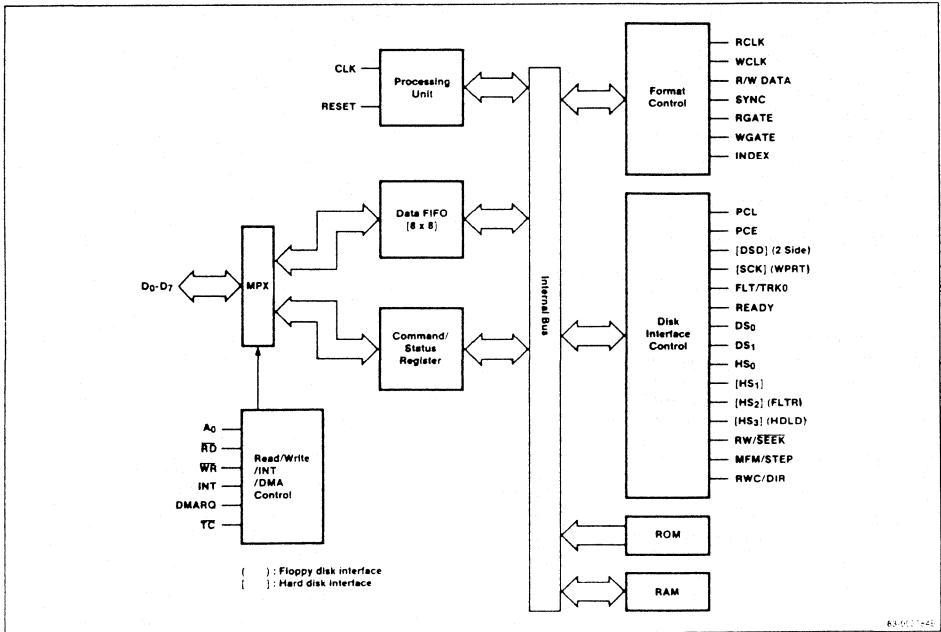 CLK
RESET
Processing
Unit
Data FIFO
[8 x 8]
D0-D7
MPX
Command/
Status
Register
A0
RD
WR
INT
DMARQ
TC
Read/Write
/INT
/DMA
Control
( ) : Floppy disk interface
[ ] : Hard disk interface
Internal Bus
Format
Control
RCLK
WCLK
R/W DATA
SYNC
RGATE
WGATE
INDEX
Disk
Interface
Control
PCL
PCE
[DSD] (2 Side)
[SCK] (WPRT)
FLT/TRK0
READY
DS0
DS1
HS0
[HS1]
[HS2] (FLTR)
[HS3] (HDLD)
RW/SEEK
MFM/STEP
RWC/DIR
ROM
RAM